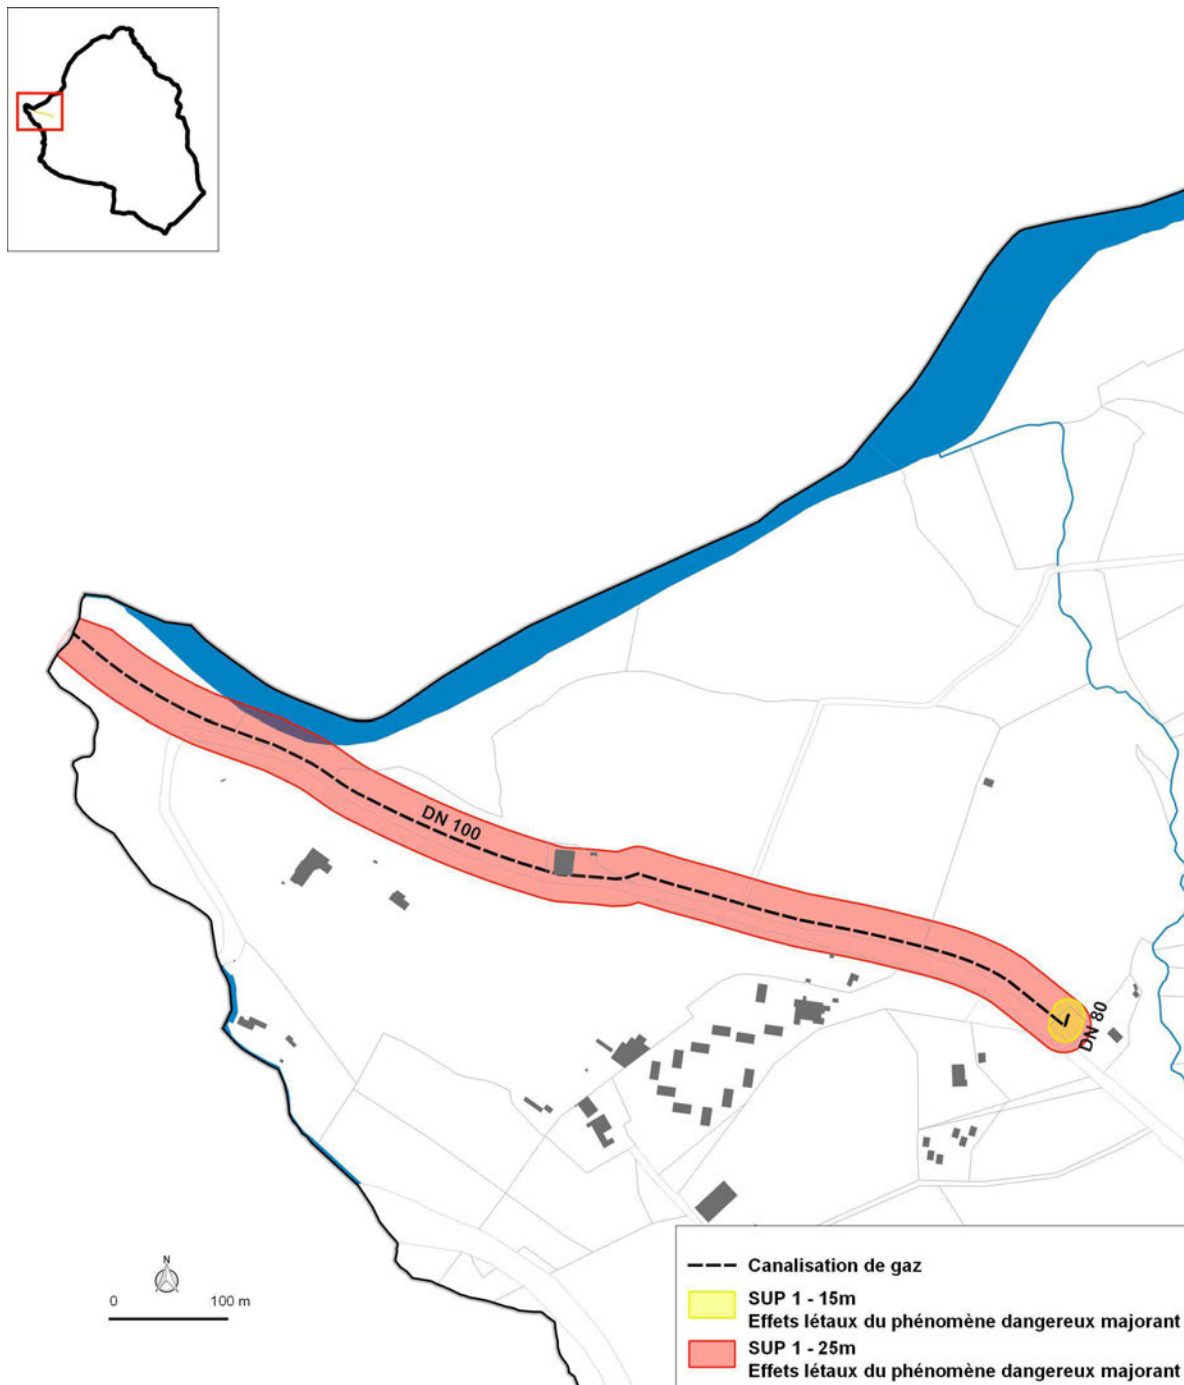 DN 100
DN 80
N
0 100 m
Canalisation de gaz
SUP 1 - 15m
Effets létaux du phénomène dangereux majorant
SUP 1 - 25m
Effets létaux du phénomène dangereux majorant